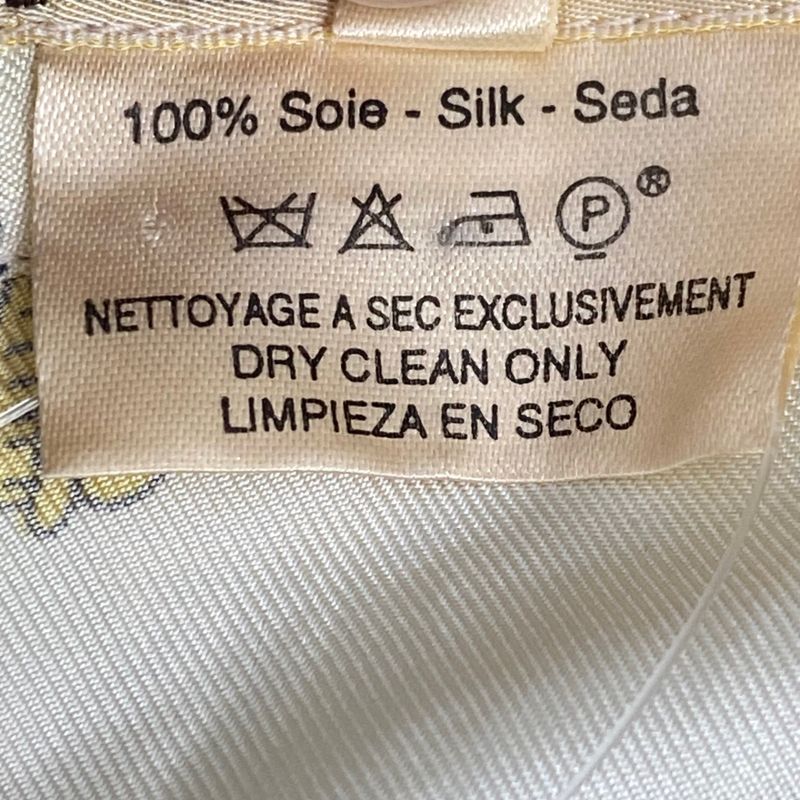 100% Soie - Silk - Seda
P ®
NETTOYAGE A SEC EXCLUSIVEMENT
DRY CLEAN ONLY
LIMPIEZA EN SECO